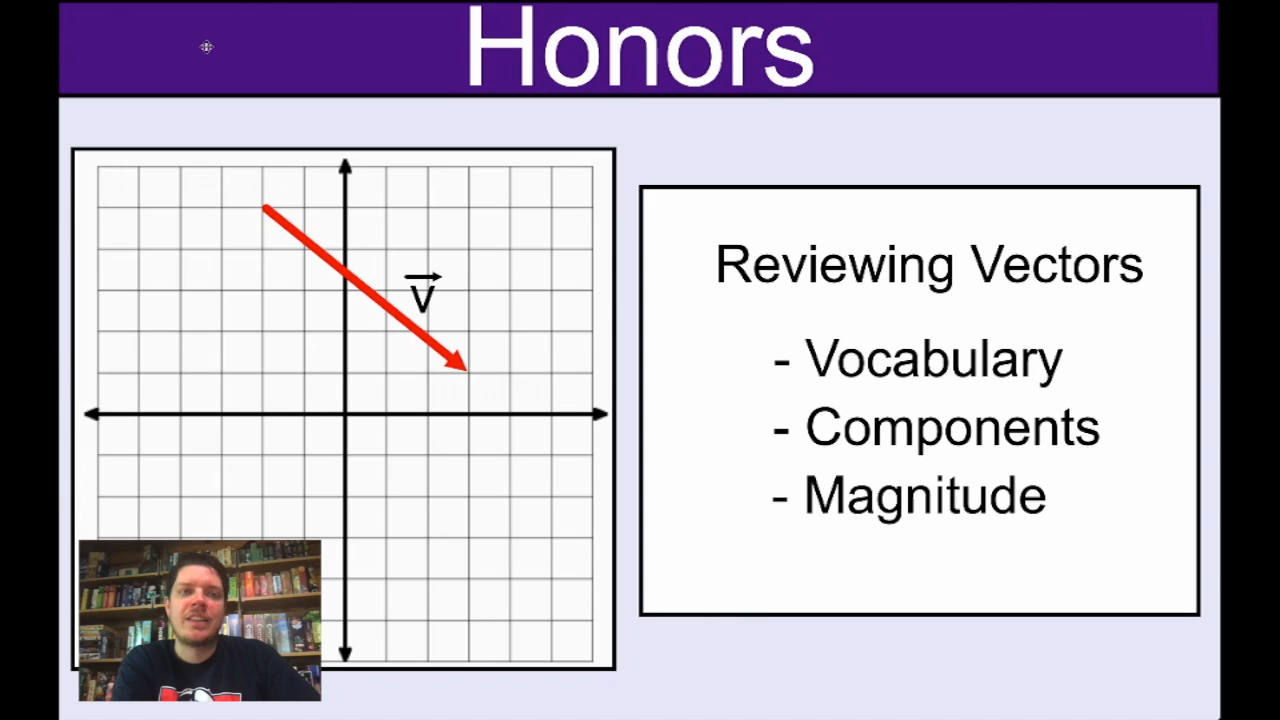 Honors
V
Reviewing Vectors
- Vocabulary
- Components
- Magnitude